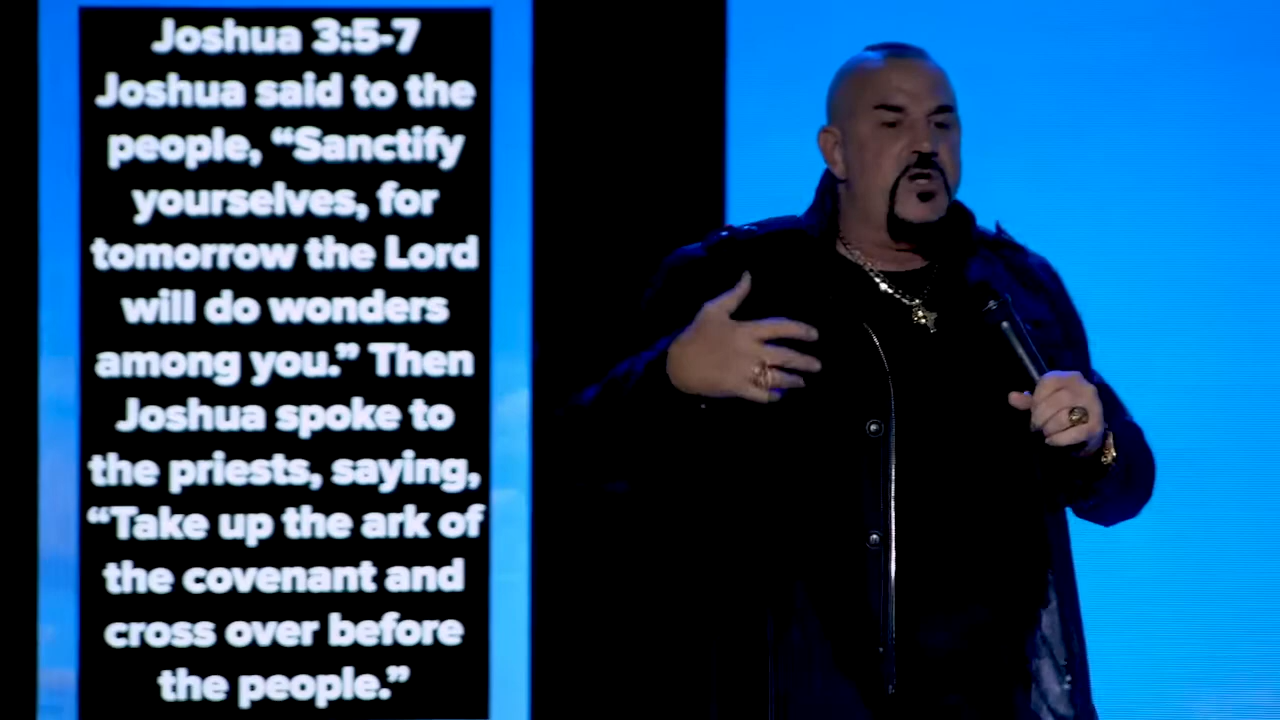 Joshua 3:5-7
Joshua said to the
people, “Sanctify
yourselves, for
tomorrow the Lord
will do wonders
among you.” Then
Joshua spoke to
the priests, saying,
“Take up the ark of
the covenant and
cross over before
the people.”